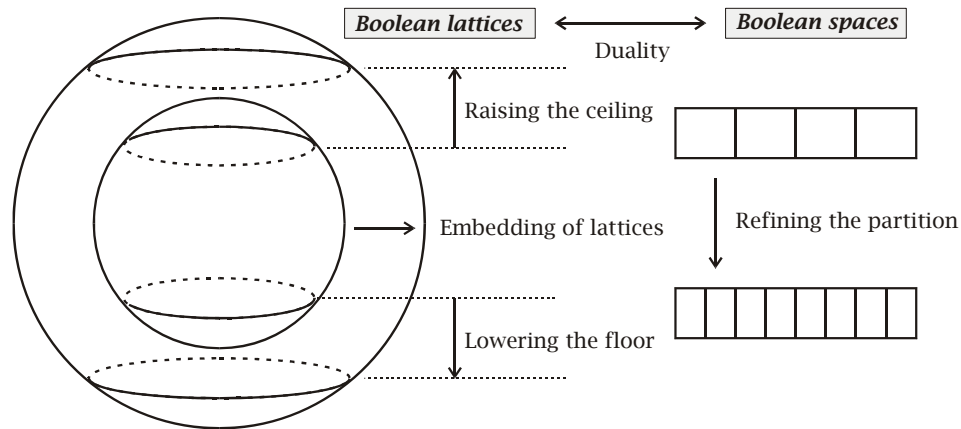 Boolean lattices
Boolean spaces
Duality
Raising the ceiling
Embedding of lattices
Refining the partition
Lowering the floor